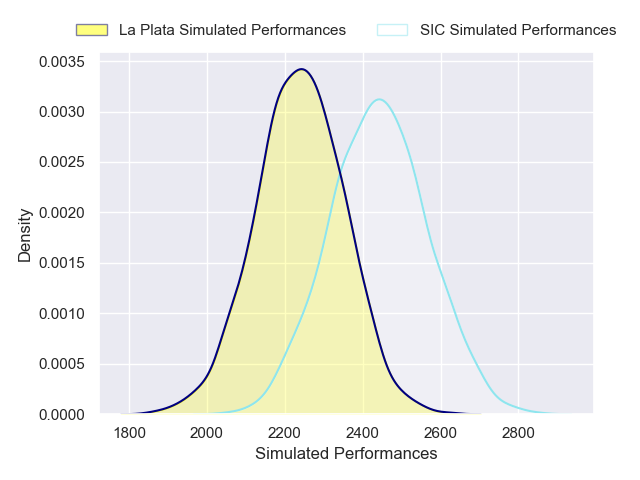 La Plata Simulated Performances
SIC Simulated Performances
0.0035
0.0030
0.0025
0.0020
0.0015
0.0010
0.0005
0.0000
Density
1800 2000 2200 2400 2600 2800
Simulated Performances